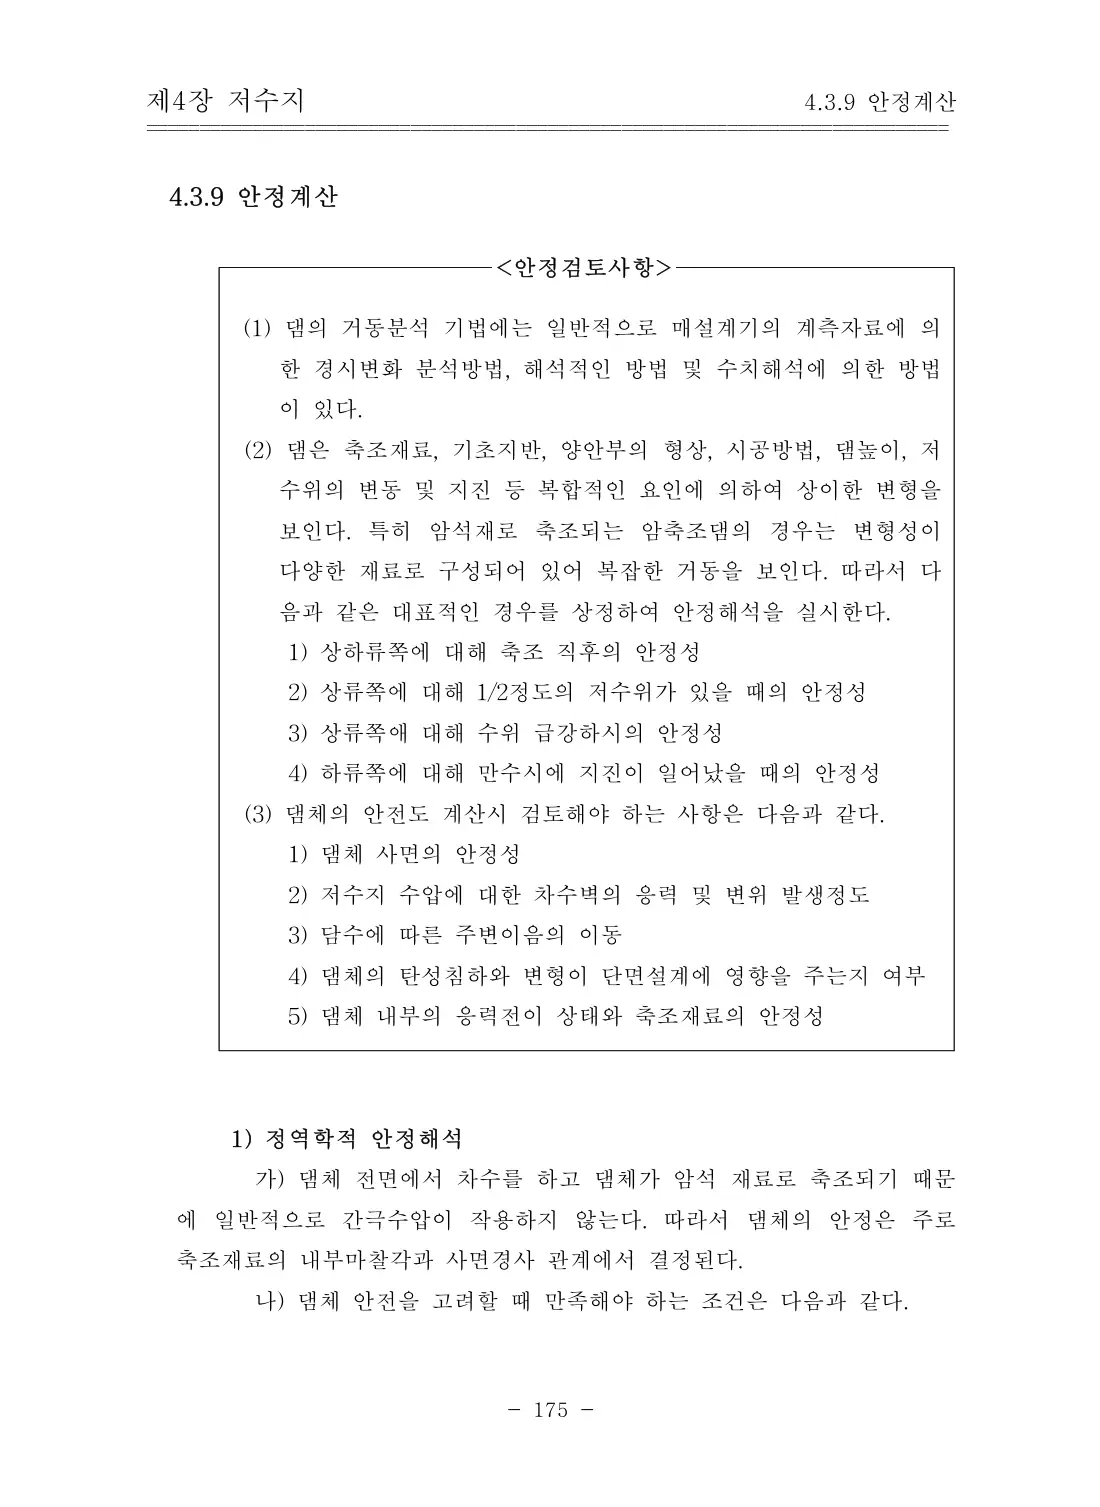 제4장 저수지
4.3.9 안정계산
4.3.9 안정계산
<안정검토사항>
(1) 댐의 거동분석 기법에는 일반적으로 매설계기의 계측자료에 의
한 경시변화 분석방법, 해석적인 방법 및 수치해석에 의한 방법
이 있다.
(2) 댐은 축조재료, 기초지반, 양안부의 형상, 시공방법, 댐높이, 저
수위의 변동 및 지진 등 복합적인 요인에 의하여 상이한 변형을
보인다. 특히 암석재로 축조되는 암축조댐의 경우는 변형성이
다양한 재료로 구성되어 있어 복잡한 거동을 보인다. 따라서 다
음과 같은 대표적인 경우를 상정하여 안정해석을 실시한다.
1) 상하류쪽에 대해 축조 직후의 안정성
2) 상류쪽에 대해 1/2정도의 저수위가 있을 때의 안정성
3) 상류쪽애 대해 수위 급강하시의 안정성
4) 하류쪽에 대해 만수시에 지진이 일어났을 때의 안정성
(3) 댐체의 안전도 계산시 검토해야 하는 사항은 다음과 같다.
1) 댐체 사면의 안정성
2) 저수지 수압에 대한 차수벽의 응력 및 변위 발생정도
3) 담수에 따른 주변이음의 이동
4) 댐체의 탄성침하와 변형이 단면설계에 영향을 주는지 여부
5) 댐체 내부의 응력전이 상태와 축조재료의 안정성
1) 정역학적 안정해석
가) 댐체 전면에서 차수를 하고 댐체가 암석 재료로 축조되기 때문
에 일반적으로 간극수압이 작용하지 않는다. 따라서 댐체의 안정은 주로
축조재료의 내부마찰각과 사면경사 관계에서 결정된다.
나) 댐체 안전을 고려할 때 만족해야 하는 조건은 다음과 같다.
- 175 -